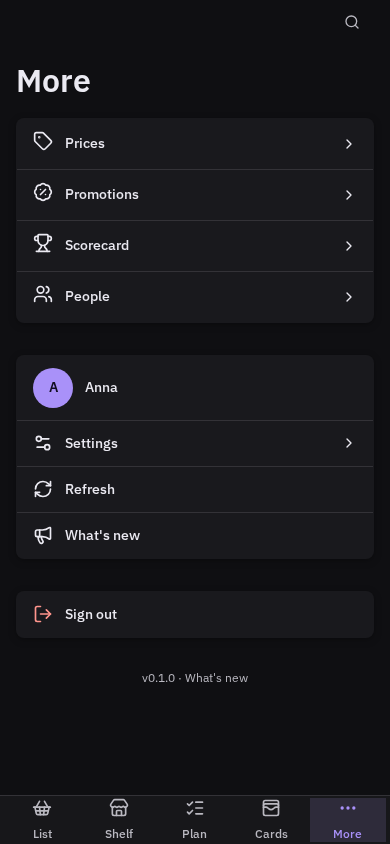 More
Prices
Promotions
Scorecard
People
A Anna
Settings
Refresh
What's new
Sign out
v0.1.0 · What's new
List Shelf Plan Cards More